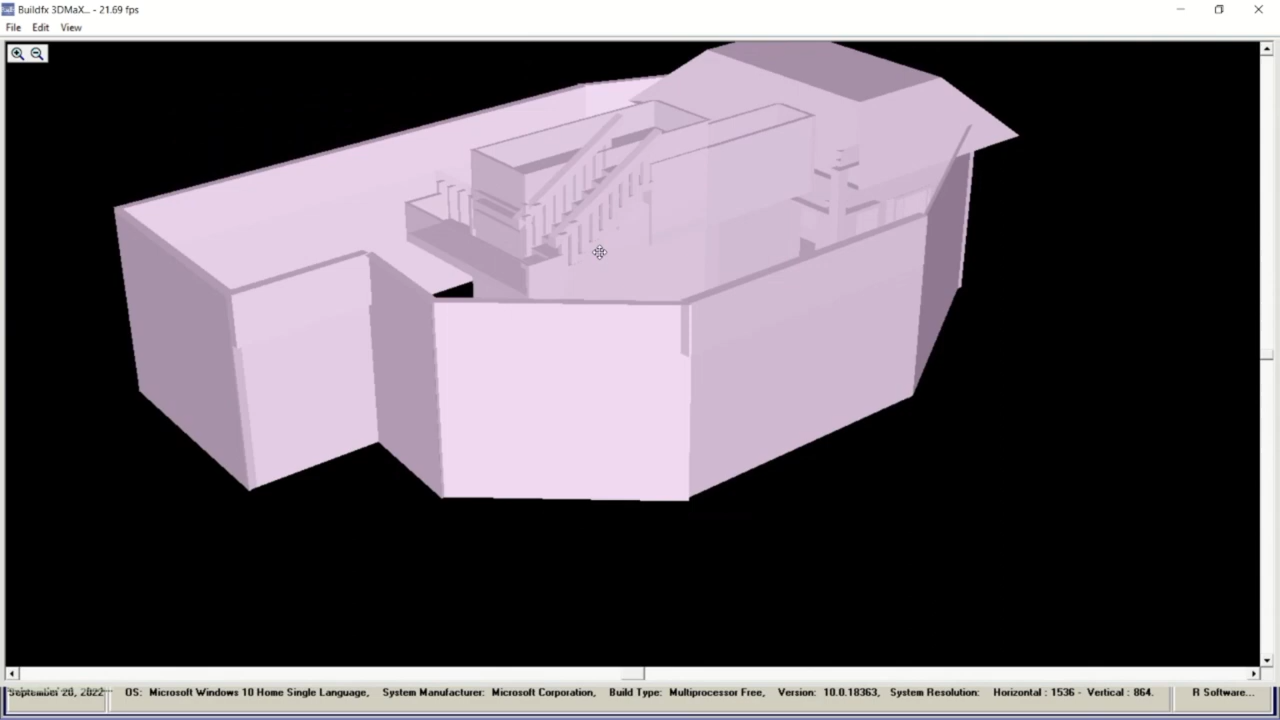 Buildfx 3DMaX... - 21.69 fps
File Edit View
September 20, 2022 OS: Microsoft Windows 10 Home Single Language, System Manufacturer: Microsoft Corporation, Build Type: Multiprocessor Free, Version: 10.0.18363, System Resolution: Horizontal : 1536 - Vertical : 864. R Software...